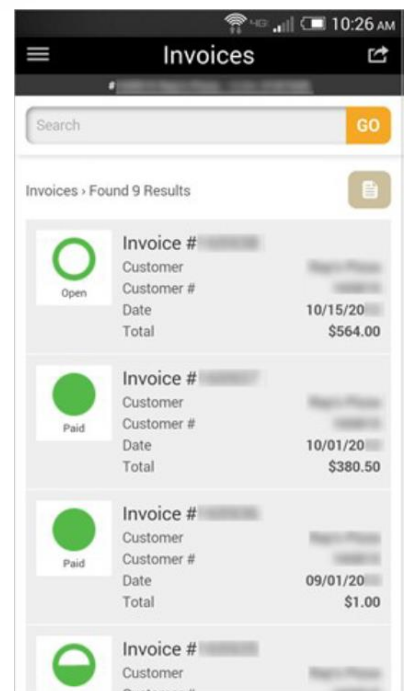 4G 10:26 AM
Invoices
#
Search GO
Invoices › Found 9 Results
Invoice #
Customer
Customer #
Open
Date 10/15/20
Total $564.00
Invoice #
Customer
Customer #
Paid
Date 10/01/20
Total $380.50
Invoice #
Customer
Customer #
Paid
Date 09/01/20
Total $1.00
Invoice #
Customer
Customer #